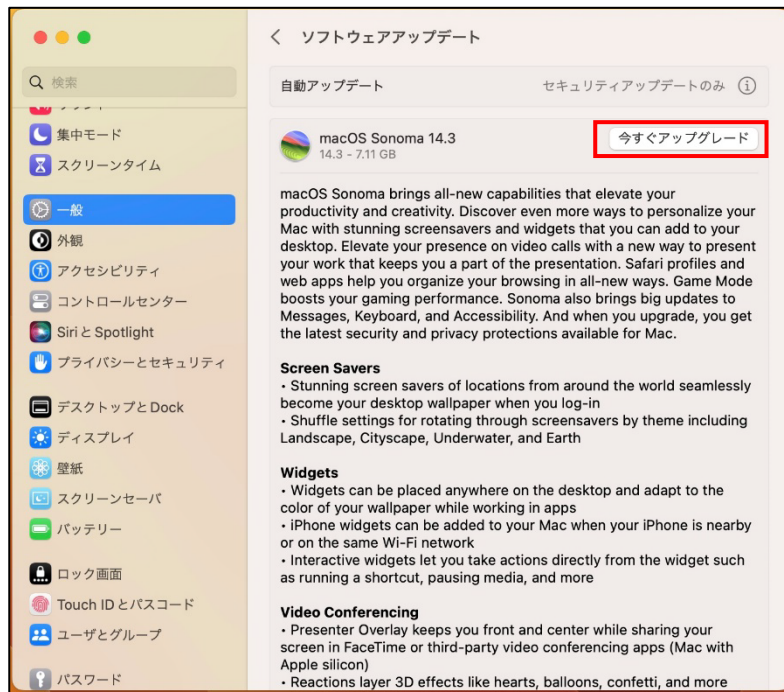 ソフトウェアアップデート
検索
集中モード
スクリーンタイム
一般
外観
アクセシビリティ
コントロールセンター
Siri と Spotlight
プライバシーとセキュリティ
デスクトップと Dock
ディスプレイ
壁紙
スクリーンセーバ
バッテリー
ロック画面
Touch ID とパスコード
ユーザとグループ
パスワード
自動アップデート セキュリティアップデートのみ
macOS Sonoma 14.3 今すぐアップグレード
14.3 – 7.11 GB
macOS Sonoma brings all-new capabilities that elevate your
productivity and creativity. Discover even more ways to personalize your
Mac with stunning screensavers and widgets that you can add to your
desktop. Elevate your presence on video calls with a new way to present
your work that keeps you a part of the presentation. Safari profiles and
web apps help you organize your browsing in all-new ways. Game Mode
boosts your gaming performance. Sonoma also brings big updates to
Messages, Keyboard, and Accessibility. And when you upgrade, you get
the latest security and privacy protections available for Mac.
Screen Savers
• Stunning screen savers of locations from around the world seamlessly
become your desktop wallpaper when you log-in
• Shuffle settings for rotating through screensavers by theme including
Landscape, Cityscape, Underwater, and Earth
Widgets
• Widgets can be placed anywhere on the desktop and adapt to the
color of your wallpaper while working in apps
• iPhone widgets can be added to your Mac when your iPhone is nearby
or on the same Wi-Fi network
• Interactive widgets let you take actions directly from the widget such
as running a shortcut, pausing media, and more
Video Conferencing
• Presenter Overlay keeps you front and center while sharing your
screen in FaceTime or third-party video conferencing apps (Mac with
Apple silicon)
• Reactions layer 3D effects like hearts, balloons, confetti, and more